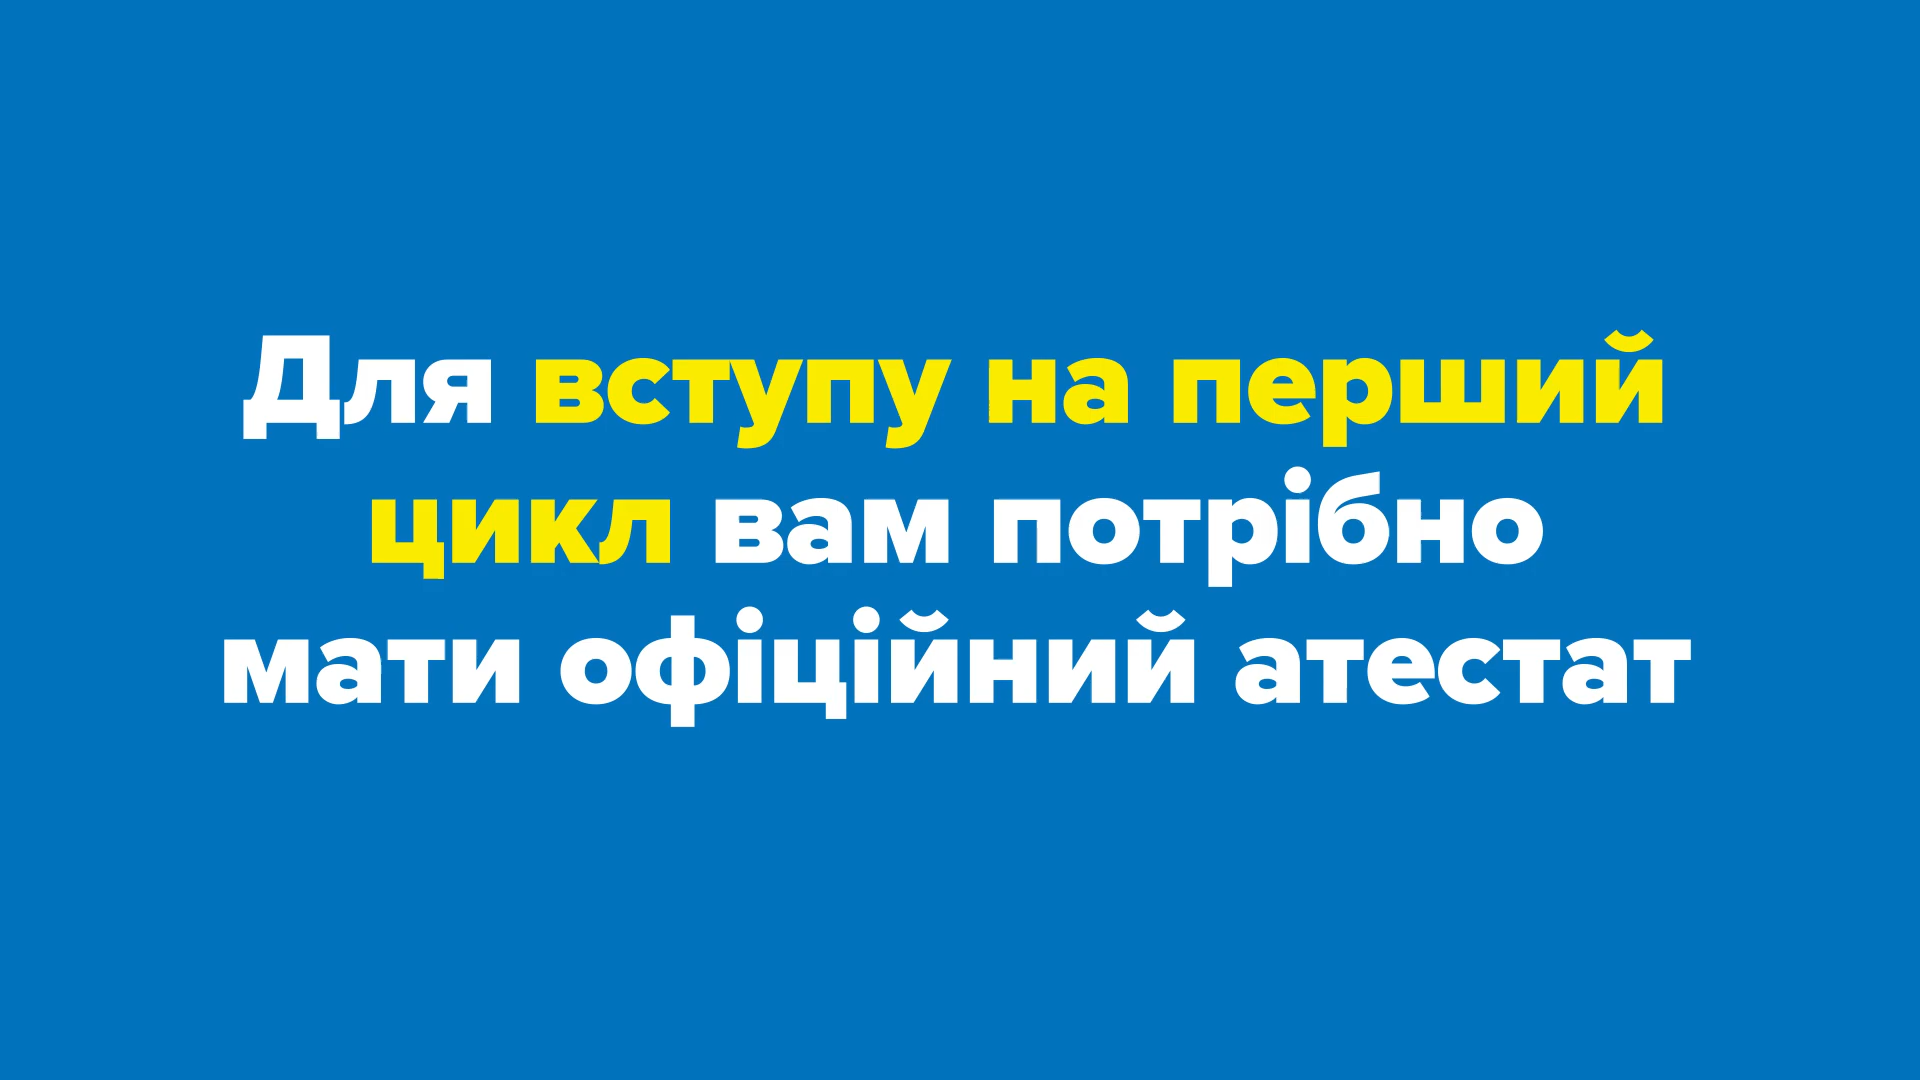 Для вступу на перший
цикл вам потрібно
мати офіційний атестат